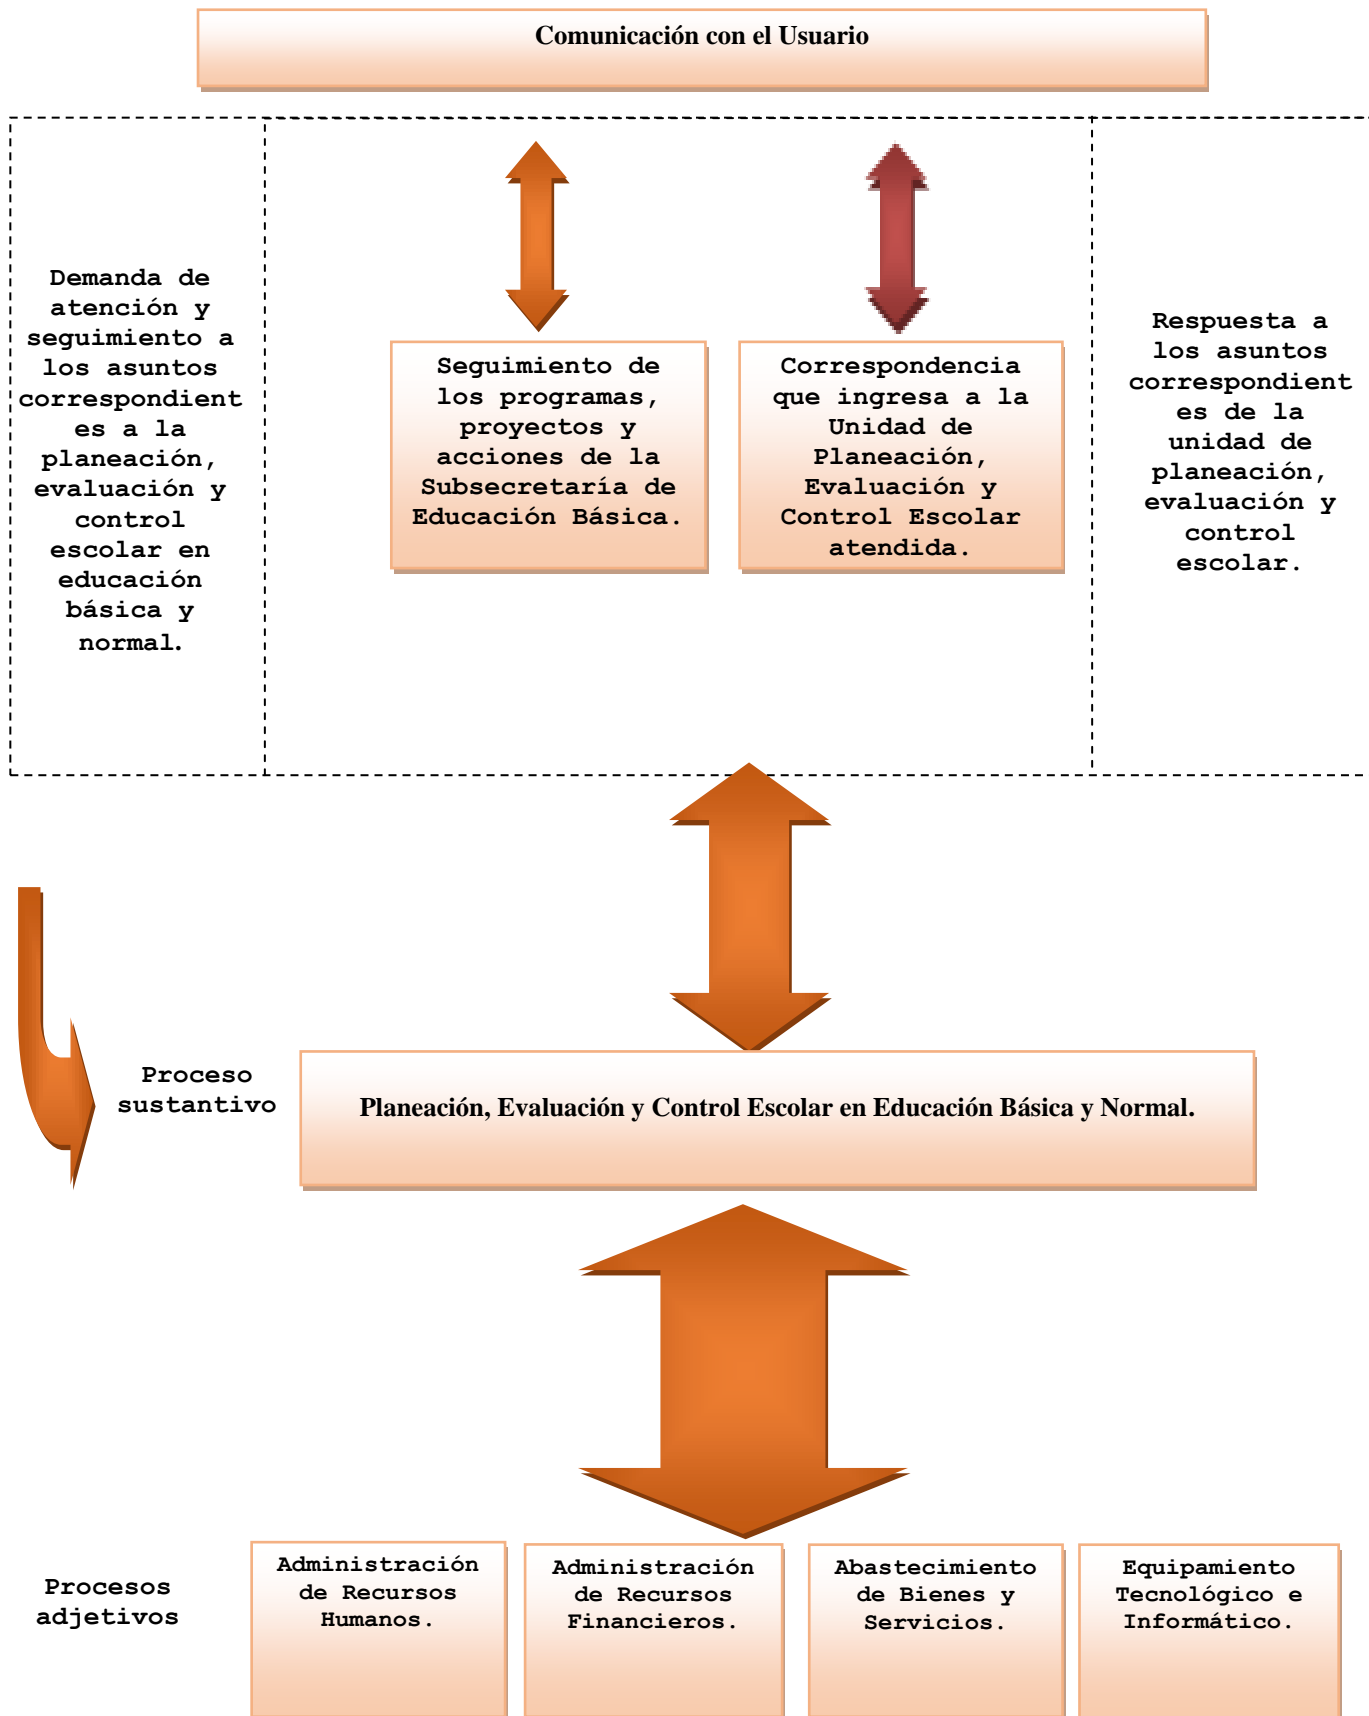 Comunicación con el Usuario
Demanda de
atención y
seguimiento a
los asuntos
correspondient
es a la
planeación,
evaluación y
control
escolar en
educación
básica y
normal.
Seguimiento de
los programas,
proyectos y
acciones de la
Subsecretaría de
Educación Básica.
Correspondencia
que ingresa a la
Unidad de
Planeación,
Evaluación y
Control Escolar
atendida.
Respuesta a
los asuntos
correspondient
es de la
unidad de
planeación,
evaluación y
control
escolar.
Proceso
sustantivo
Planeación, Evaluación y Control Escolar en Educación Básica y Normal.
Procesos
adjetivos
Administración
de Recursos
Humanos.
Administración
de Recursos
Financieros.
Abastecimiento
de Bienes y
Servicios.
Equipamiento
Tecnológico e
Informático.